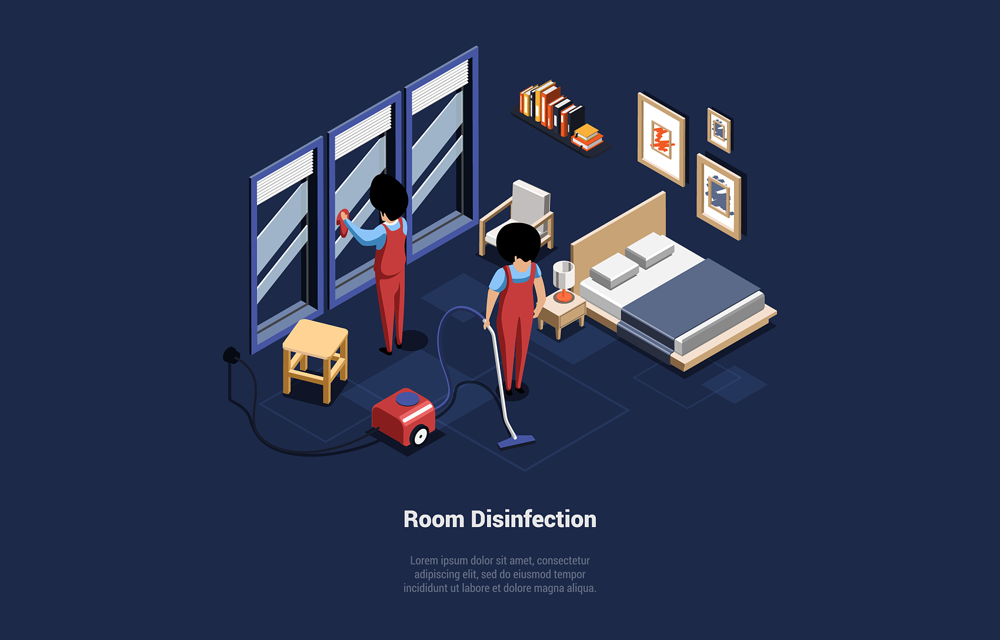 Room Disinfection
Lorem ipsum dolor sit amet, consectetur
adipiscing elit, sed do eiusmod tempor
incididunt ut labore et dolore magna aliqua.